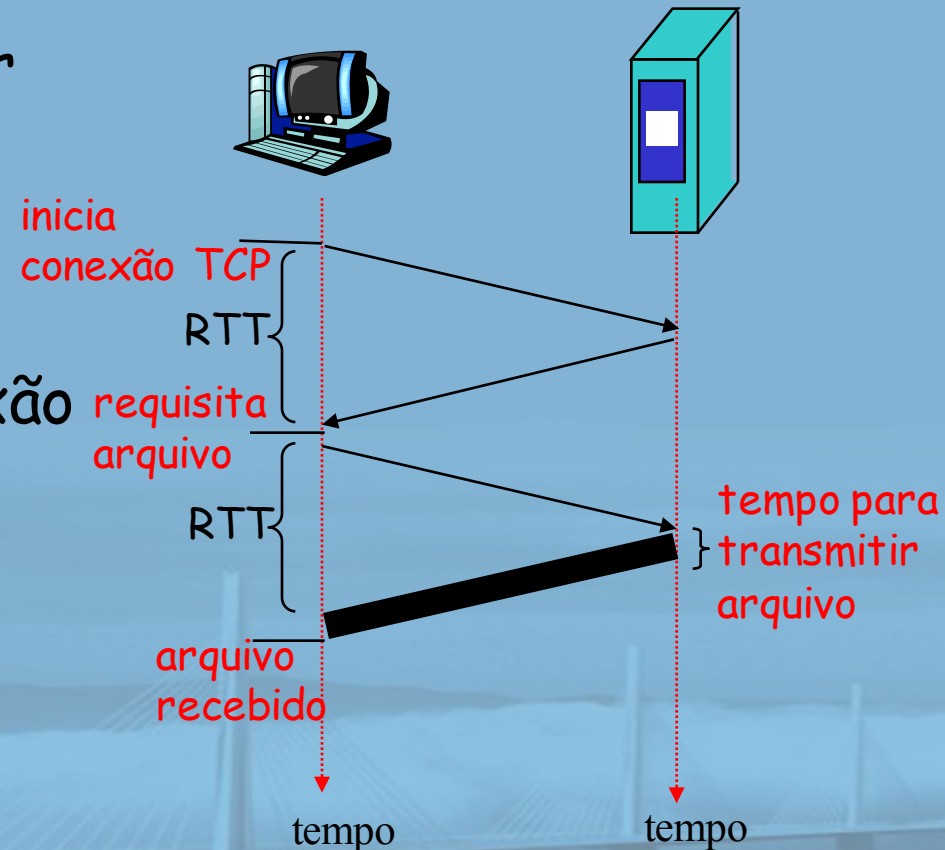 r
inicia
conexão TCP
RTT
xão
requisita
arquivo
RTT
tempo para
transmitir
arquivo
arquivo
recebido
tempo
tempo